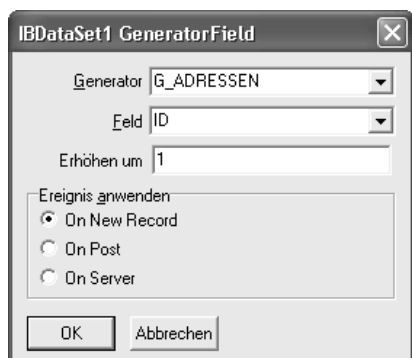 IBDataSet1 GeneratorField
Generator G_ADRESSEN
Feld ID
Erhöhen um 1
Ereignis anwenden
On New Record
On Post
On Server
OK Abbrechen